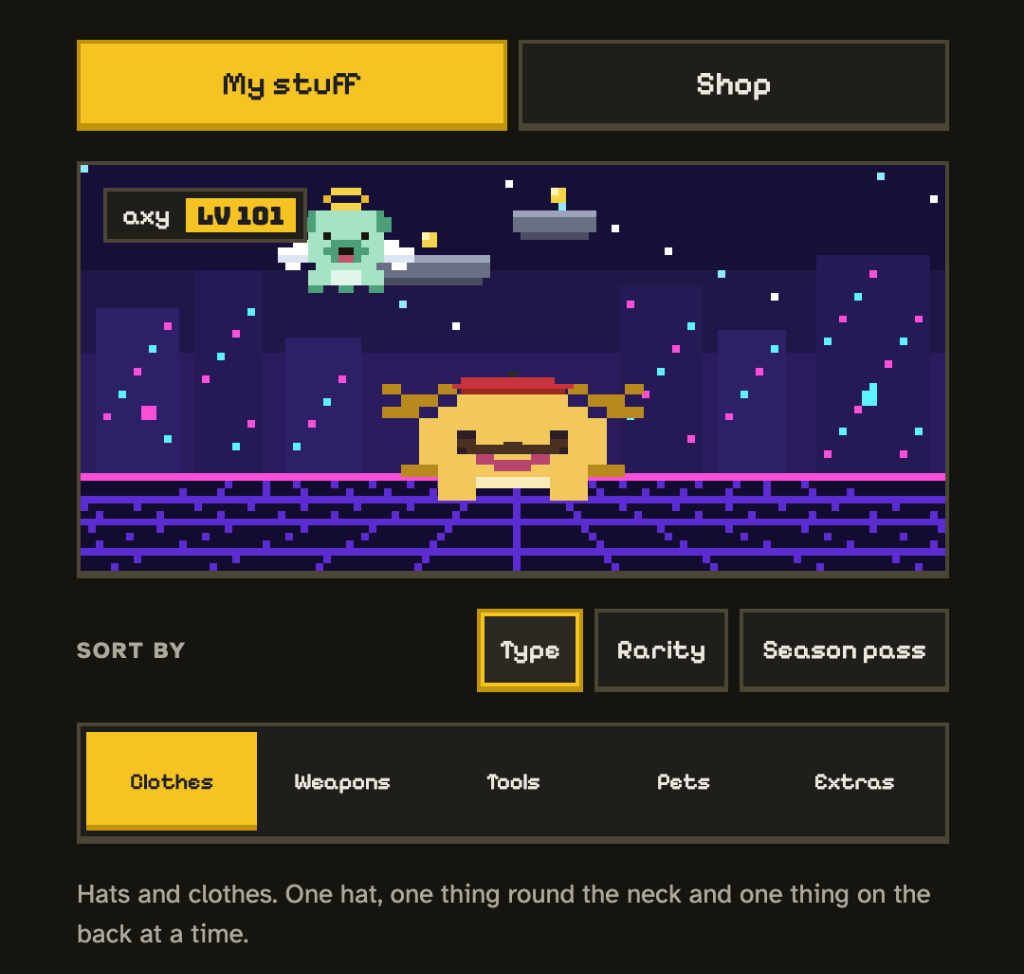 My stuff
Shop
axy LV 101
SORT BY
Type
Rarity
Season pass
Clothes
Weapons
Tools
Pets
Extras
Hats and clothes. One hat, one thing round the neck and one thing on the
back at a time.